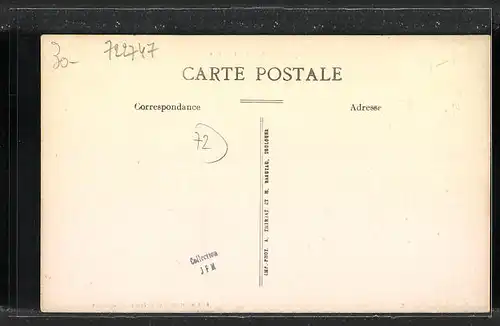 30-
722747
CARTE POSTALE
Correspondance
Adresse
72
Collection
J F M